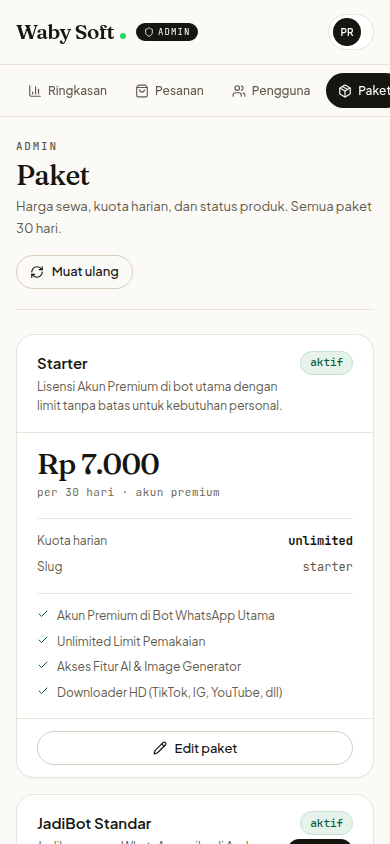 Waby Soft
ADMIN
PR
Ringkasan
Pesanan
Pengguna
Paket
ADMIN
Paket
Harga sewa, kuota harian, dan status produk. Semua paket
30 hari.
Muat ulang
Starter
aktif
Lisensi Akun Premium di bot utama dengan
limit tanpa batas untuk kebutuhan personal.
Rp 7.000
per 30 hari · akun premium
Kuota harian
unlimited
Slug
starter
Akun Premium di Bot WhatsApp Utama
Unlimited Limit Pemakaian
Akses Fitur AI & Image Generator
Downloader HD (TikTok, IG, YouTube, dll)
Edit paket
JadiBot Standar
aktif